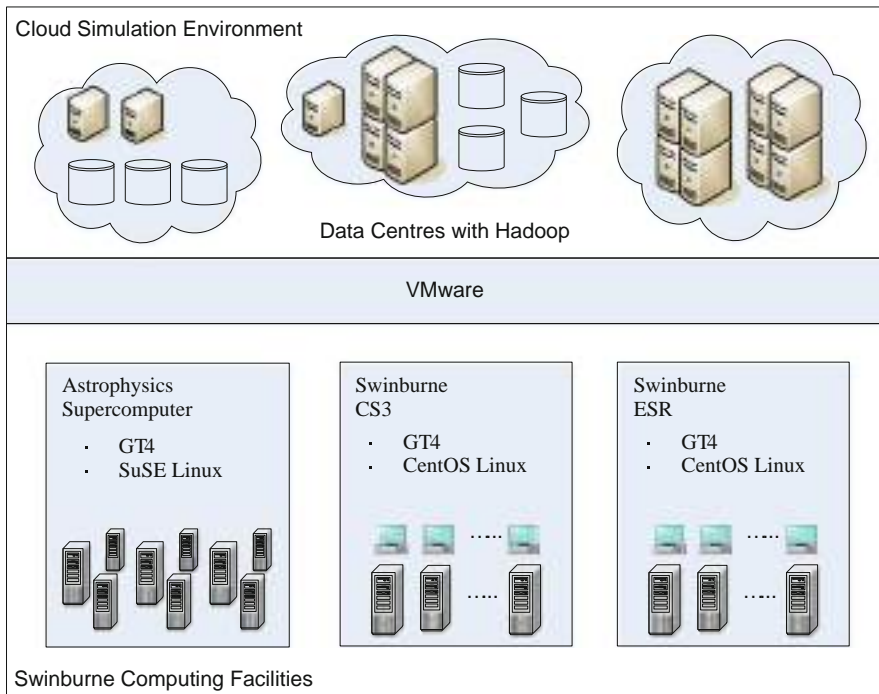 Cloud Simulation Environment
Data Centres with Hadoop
VMware
Astrophysics
Supercomputer
· GT4
· SuSE Linux
Swinburne
CS3
· GT4
· CentOS Linux
......
......
Swinburne
ESR
· GT4
· CentOS Linux
......
......
Swinburne Computing Facilities